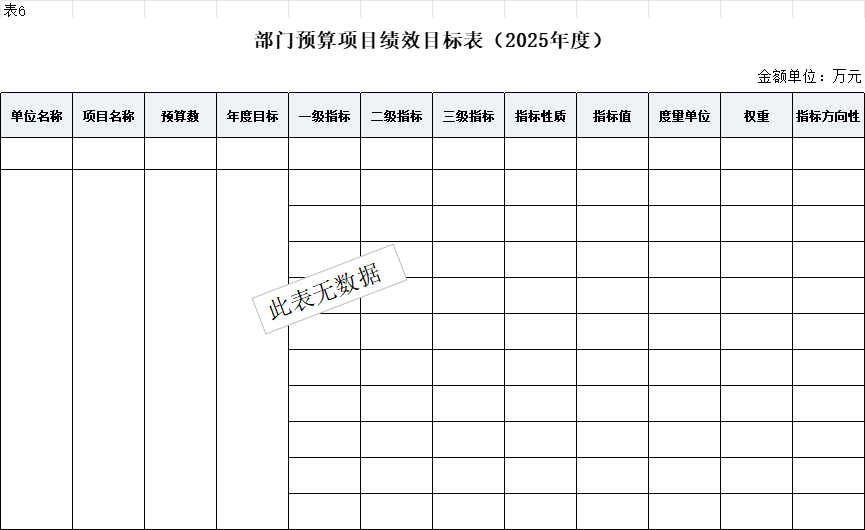 表6
部门预算项目绩效目标表（2025年度）
金额单位：万元
单位名称 项目名称 预算数 年度目标 一级指标 二级指标 三级指标 指标性质 指标值 度量单位 权重 指标方向性
此表无数据